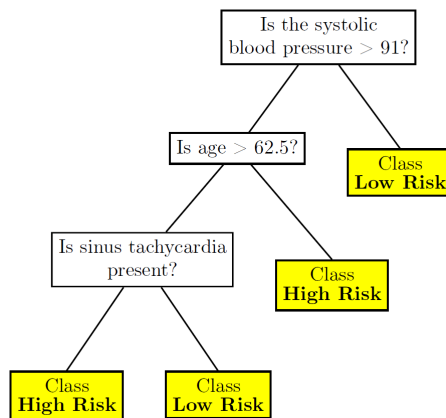 Is the systolic
blood pressure > 91?
Is age > 62.5?
Class
Low Risk
Is sinus tachycardia
present?
Class
High Risk
Class
High Risk
Class
Low Risk